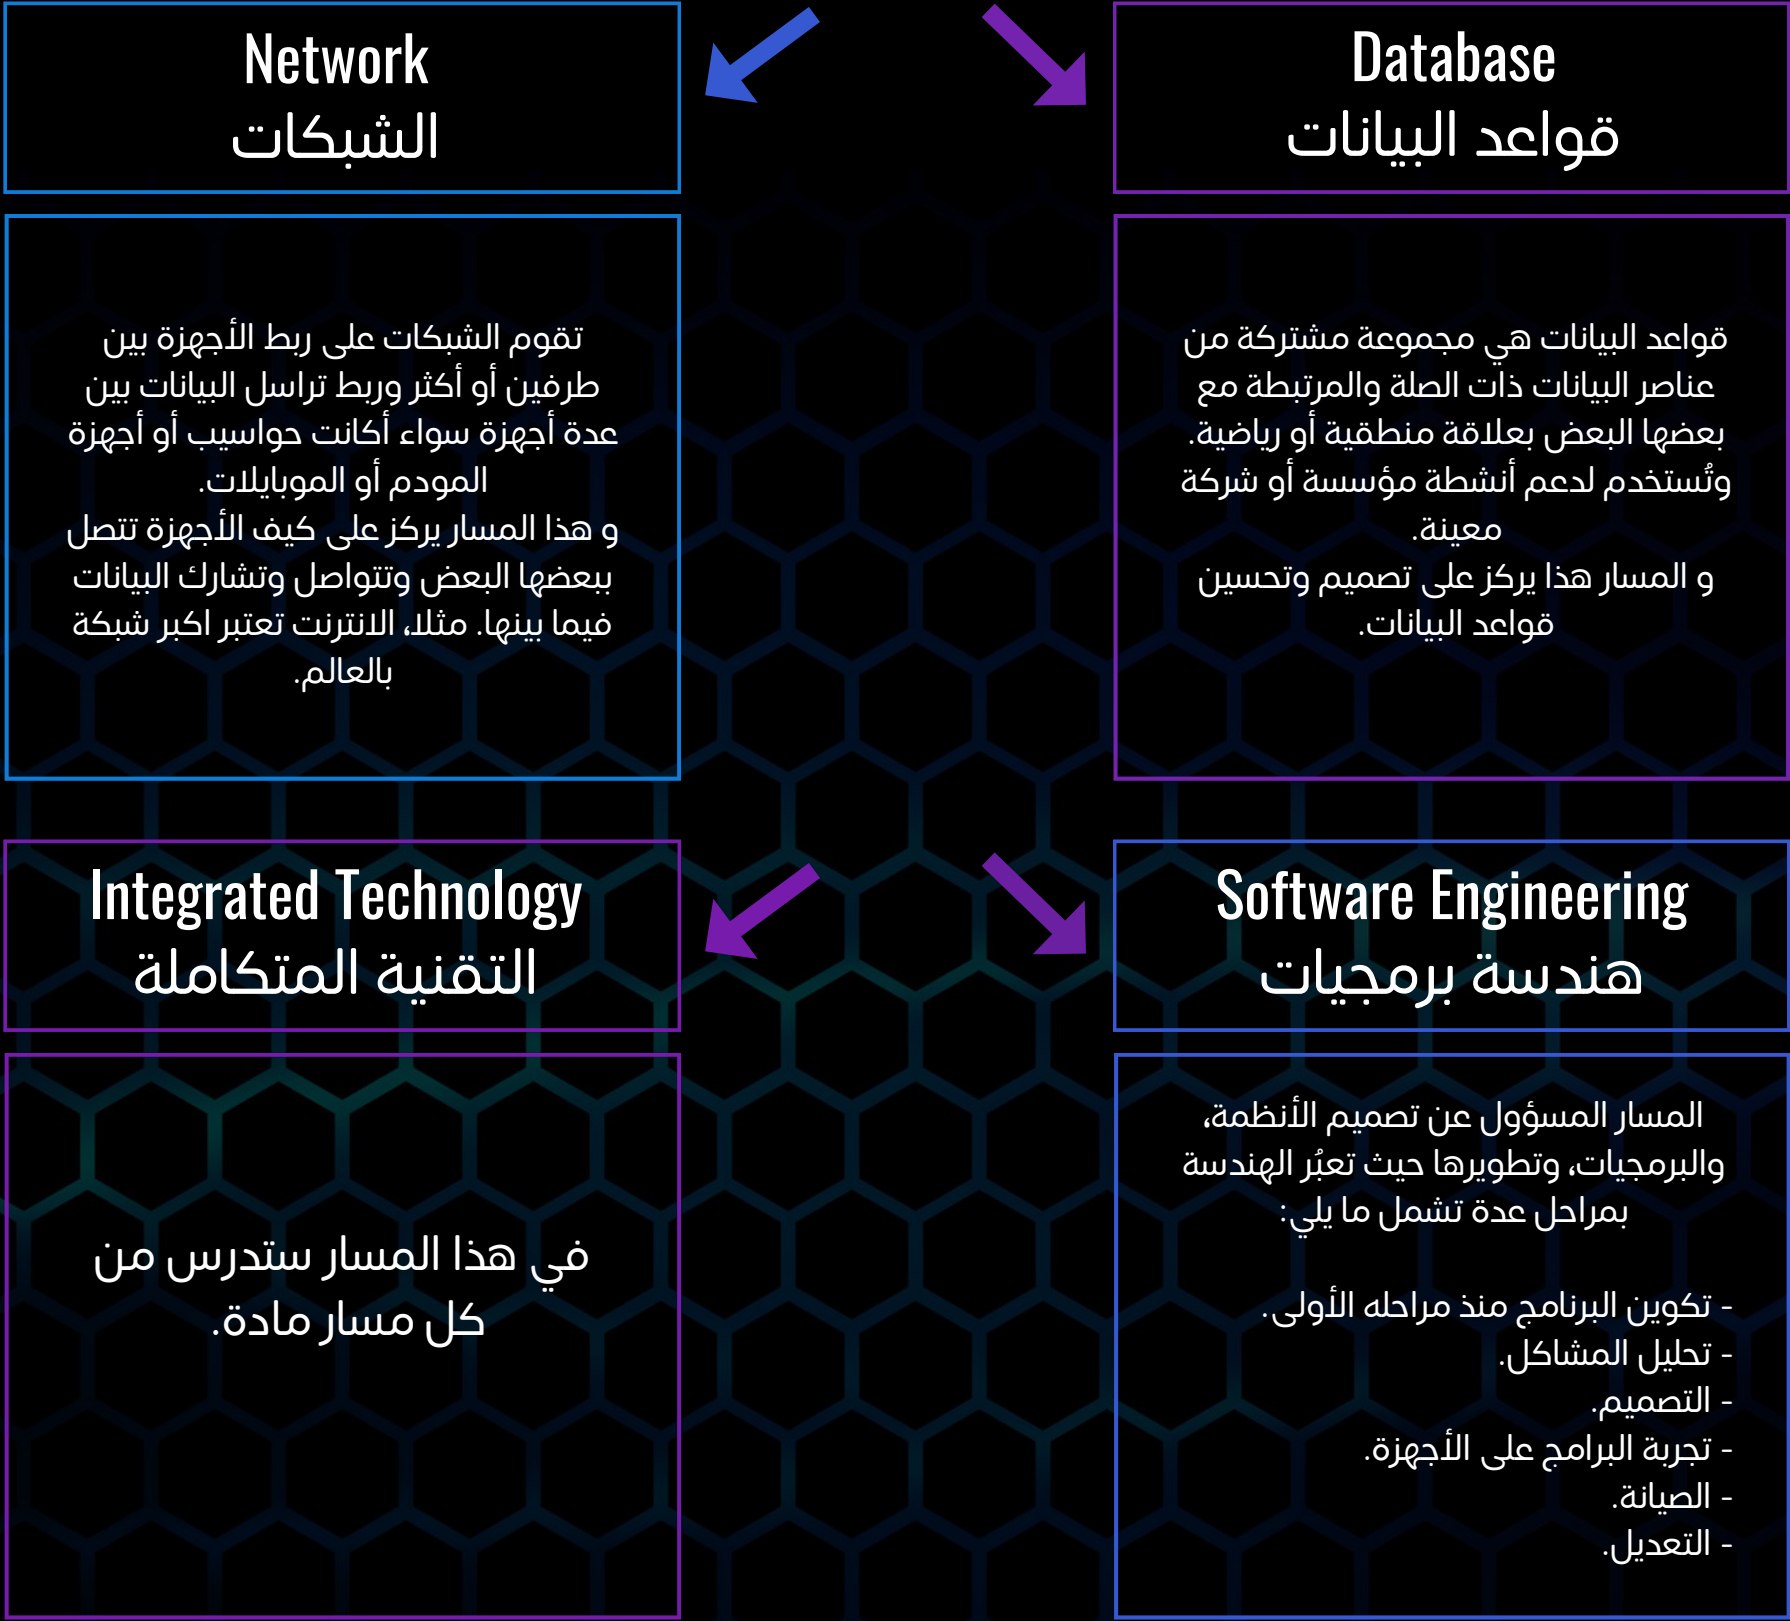 Database
قواعد البيانات
قواعد البيانات هي مجموعة مشتركة من
عناصر البيانات ذات الصلة والمرتبطة مع
بعضها البعض بعلاقة منطقية أو رياضية.
وتُستخدم لدعم أنشطة مؤسسة أو شركة
معينة.
و المسار هذا يركز على تصميم وتحسين
قواعد البيانات.
Network
الشبكات
تقوم الشبكات على ربط الأجهزة بين
طرفين أو أكثر وربط تراسل البيانات بين
عدة أجهزة سواء أكانت حواسيب أو أجهزة
المودم أو الموبايلات.
و هذا المسار يركز على كيف الأجهزة تتصل
ببعضها البعض وتتواصل وتشارك البيانات
فيما بينها. مثلا، الانترنت تعتبر اكبر شبكة
بالعالم.
Software Engineering
هندسة برمجيات
المسار المسؤول عن تصميم الأنظمة،
والبرمجيات، وتطويرها حيث تعبُر الهندسة
بمراحل عدة تشمل ما يلي:
- تكوين البرنامج منذ مراحله الأولى.
- تحليل المشاكل.
- التصميم.
- تجربة البرامج على الأجهزة.
- الصيانة.
- التعديل.
Integrated Technology
التقنية المتكاملة
في هذا المسار ستدرس من
كل مسار مادة.